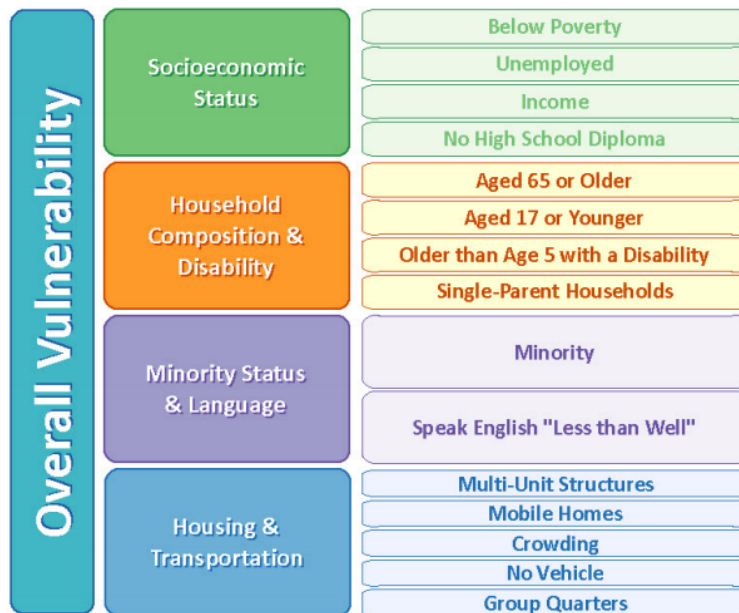 Overall Vulnerability
Socioeconomic
Status
Below Poverty
Unemployed
Income
No High School Diploma
Household
Composition &
Disability
Aged 65 or Older
Aged 17 or Younger
Older than Age 5 with a Disability
Single-Parent Households
Minority Status
& Language
Minority
Speak English "Less than Well"
Housing &
Transportation
Multi-Unit Structures
Mobile Homes
Crowding
No Vehicle
Group Quarters